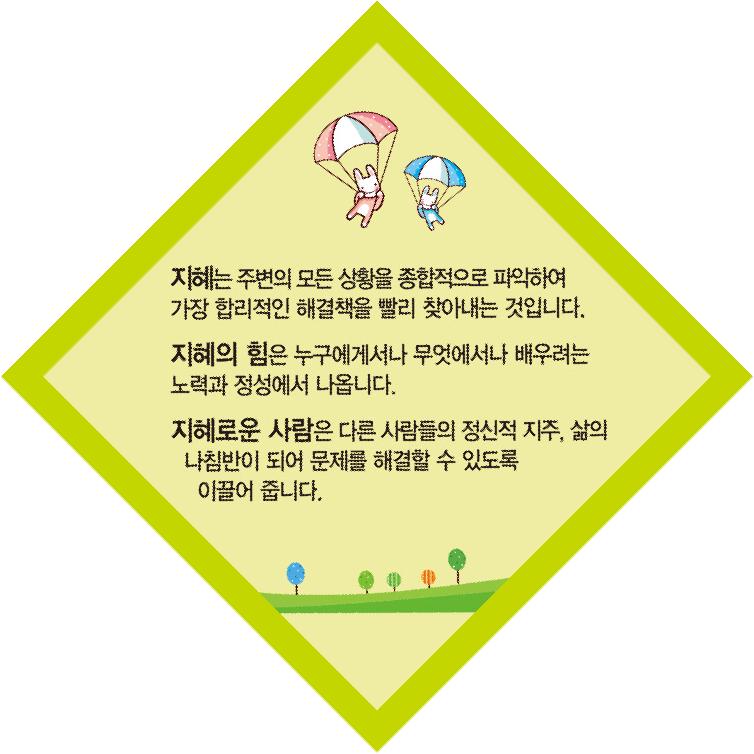 지혜는 주변의 모든 상황을 종합적으로 파악하여
가장 합리적인 해결책을 빨리 찾아내는 것입니다.
지혜의 힘은 누구에게서나 무엇에서나 배우려는
노력과 정성에서 나옵니다.
지혜로운 사람은 다른 사람들의 정신적 지주, 삶의
나침반이 되어 문제를 해결할 수 있도록
이끌어 줍니다.